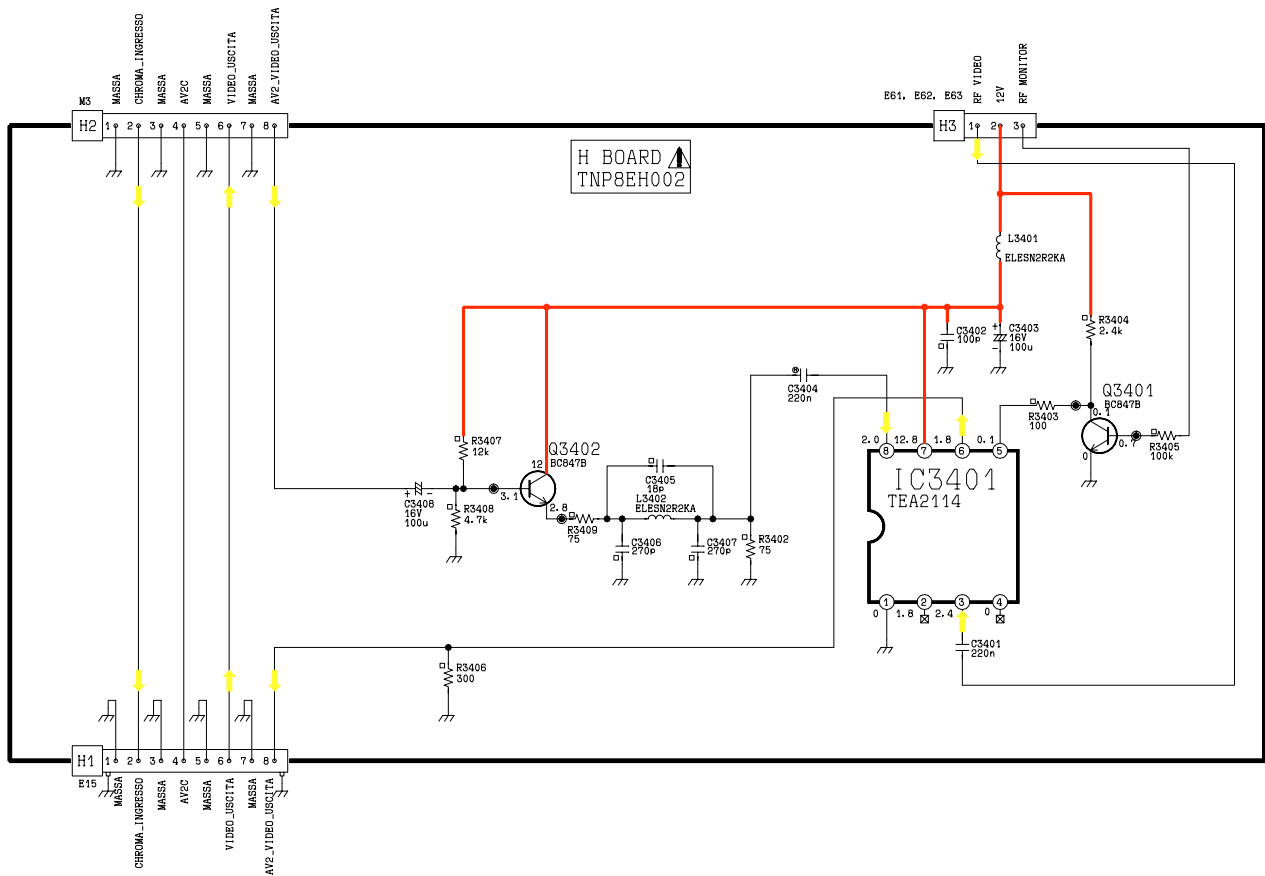 MASSA
CHROMA_INGRESSO
MASSA
AV2C
MASSA
VIDEO_USCITA
MASSA
AV2_VIDEO_USCITA
M3
H2
1 2 3 4 5 6 7 8
RF VIDEO
12V
RF MONITOR
E61, E62, E63
H3
1 2 3
H BOARD
TNP8EH002
L3401
ELESN2R2KA
C3402
100p
C3403
16V
100u
+
-
R3404
2.4k
C3404
220n
Q3401
BC847B
0.1
0.7
0
R3403
100
R3405
100k
R3407
12k
Q3402
BC847B
12
3.1
2.8
C3408
16V
100u
+ -
R3408
4.7k
R3409
75
C3405
18p
L3402
ELESN2R2KA
C3406
270p
C3407
270p
R3402
75
2.0 12.8 1.8 0.1
8 7 6 5
IC3401
TEA2114
1 2 3 4
0 1.8 2.4 0
C3401
220n
R3406
300
H1
1 2 3 4 5 6 7 8
E15
MASSA
CHROMA_INGRESSO
MASSA
AV2C
MASSA
VIDEO_USCITA
MASSA
AV2_VIDEO_USCITA